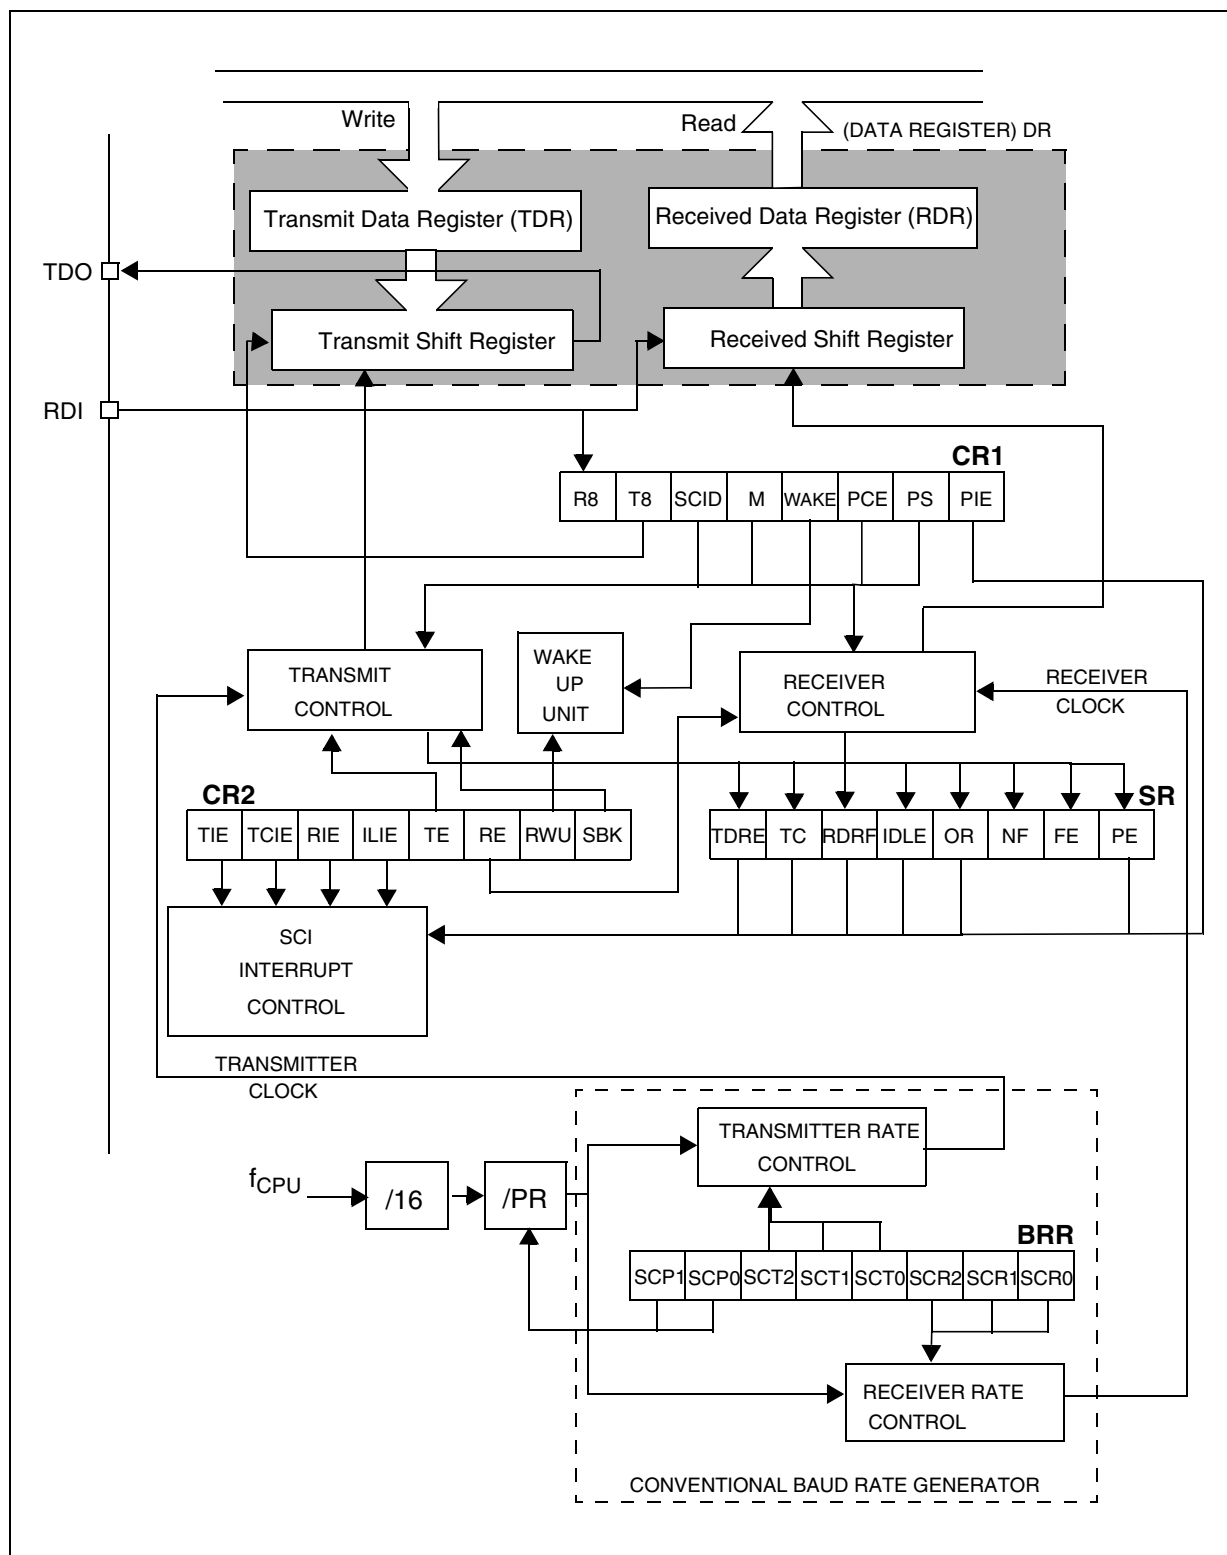 Write
Read
(DATA REGISTER) DR
Transmit Data Register (TDR)
Received Data Register (RDR)
TDO
Transmit Shift Register
Received Shift Register
RDI
CR1
R8 T8 SCID M WAKE PCE PS PIE
TRANSMIT
CONTROL
WAKE
UP
UNIT
RECEIVER
CONTROL
RECEIVER
CLOCK
CR2
TIE TCIE RIE ILIE TE RE RWU SBK
SR
TDRE TC RDRF IDLE OR NF FE PE
SCI
INTERRUPT
CONTROL
TRANSMITTER
CLOCK
TRANSMITTER RATE
CONTROL
fCPU
/16
/PR
BRR
SCP1 SCP0 SCT2 SCT1 SCT0 SCR2 SCR1 SCR0
RECEIVER RATE
CONTROL
CONVENTIONAL BAUD RATE GENERATOR